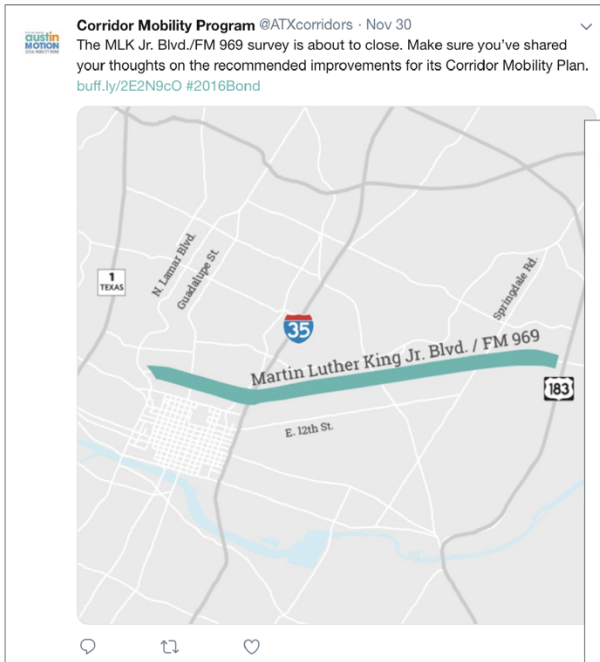 Corridor Mobility Program @ATXcorridors · Nov 30
austin
MOTION
The MLK Jr. Blvd./FM 969 survey is about to close. Make sure you've shared
your thoughts on the recommended improvements for its Corridor Mobility Plan.
buff.ly/2E2N9cO #2016Bond
N. Lamar Blvd.
Guadalupe St.
1
TEXAS
Springdale Rd.
35
Martin Luther King Jr. Blvd. / FM 969
183
E. 12th St.